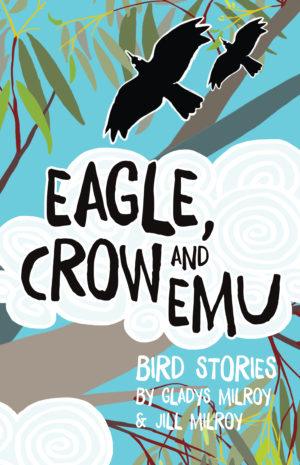 EAGLE,
CROW AND
EMU
BIRD STORIES
BY GLADYS MILROY
& JILL MILROY